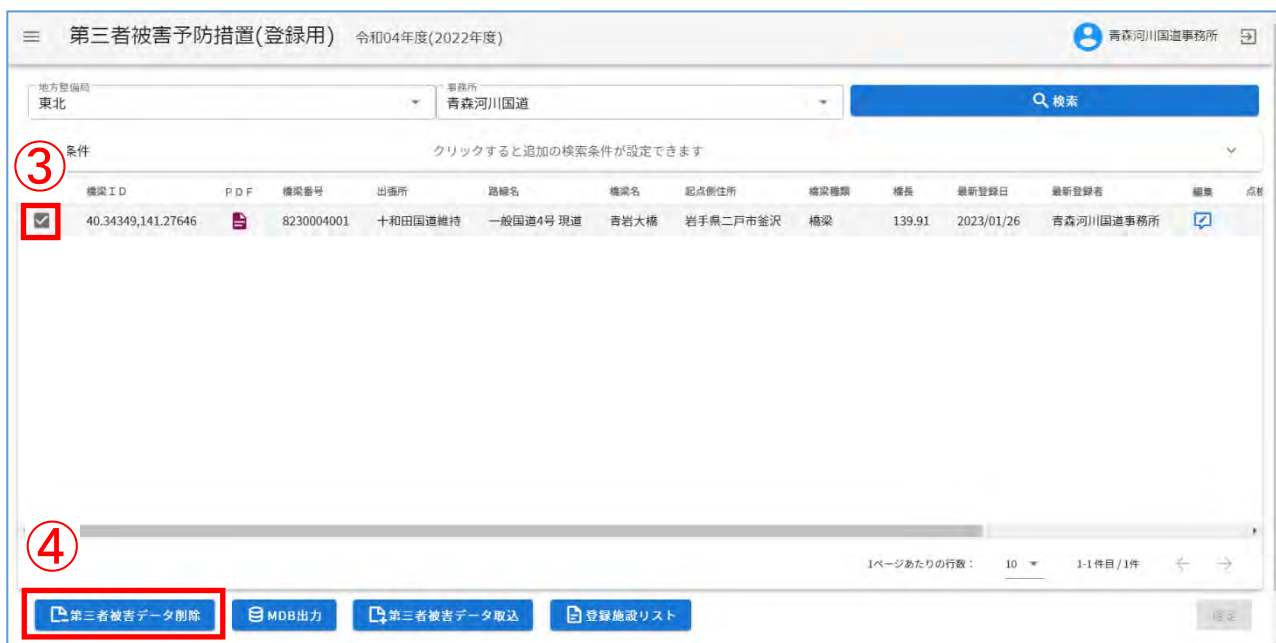 第三者被害予防措置(登録用) 令和04年度(2022年度) 青森河川国道事務所
地方整備局 事務所
東北 青森河川国道 検索
③ 条件 クリックすると追加の検索条件が設定できます
橋梁ID PDF 橋梁番号 出張所 路線名 橋梁名 起点側住所 橋梁種類 橋長 最新登録日 最新登録者 編集 点検
40.34349,141.27646 8230004001 十和田国道維持 一般国道4号 現道 青岩大橋 岩手県二戸市釜沢 橋梁 139.91 2023/01/26 青森河川国道事務所
④
1ページあたりの行数： 10 1-1 件目 / 1件
第三者被害データ削除 MDB出力 第三者被害データ取込 登録施設リスト 確定